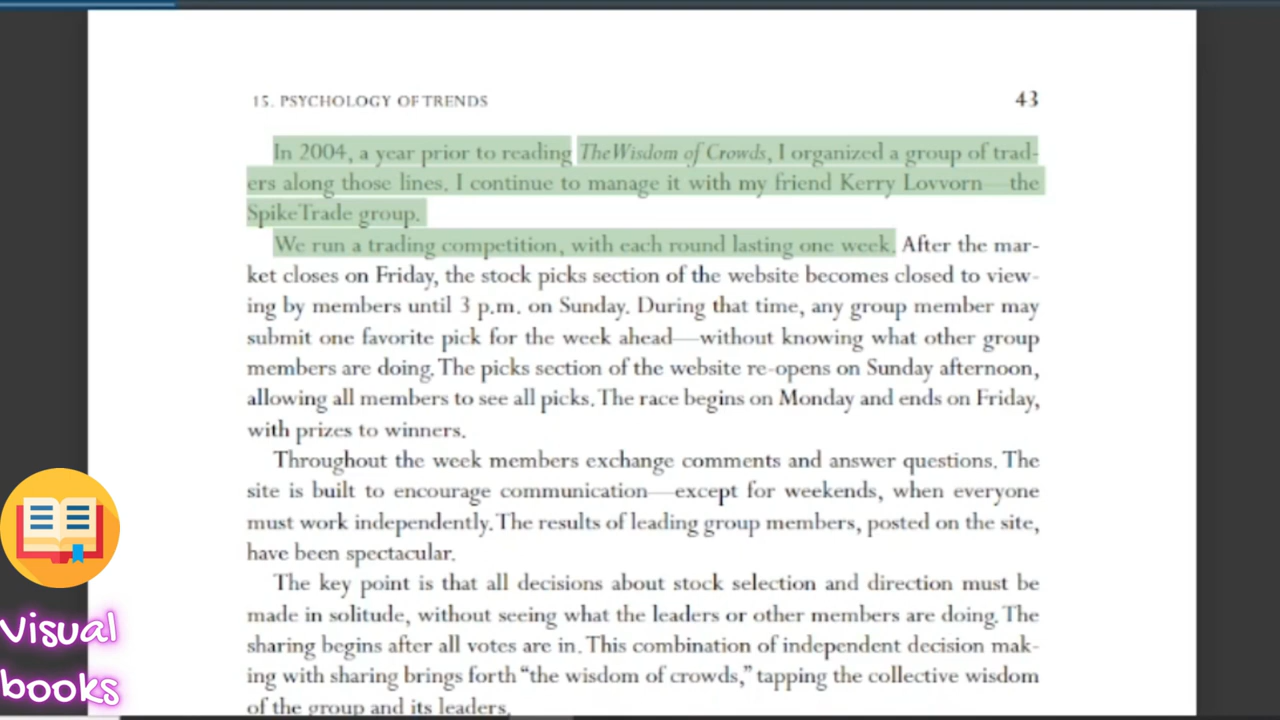 15. PSYCHOLOGY OF TRENDS 43
In 2004, a year prior to reading The Wisdom of Crowds, I organized a group of trad-
ers along those lines. I continue to manage it with my friend Kerry Lovvorn—the
SpikeTrade group.
We run a trading competition, with each round lasting one week. After the mar-
ket closes on Friday, the stock picks section of the website becomes closed to view-
ing by members until 3 p.m. on Sunday. During that time, any group member may
submit one favorite pick for the week ahead—without knowing what other group
members are doing. The picks section of the website re-opens on Sunday afternoon,
allowing all members to see all picks. The race begins on Monday and ends on Friday,
with prizes to winners.
Throughout the week members exchange comments and answer questions. The
site is built to encourage communication—except for weekends, when everyone
must work independently. The results of leading group members, posted on the site,
have been spectacular.
The key point is that all decisions about stock selection and direction must be
made in solitude, without seeing what the leaders or other members are doing. The
sharing begins after all votes are in. This combination of independent decision mak-
ing with sharing brings forth “the wisdom of crowds,” tapping the collective wisdom
of the group and its leaders.
Visual
books